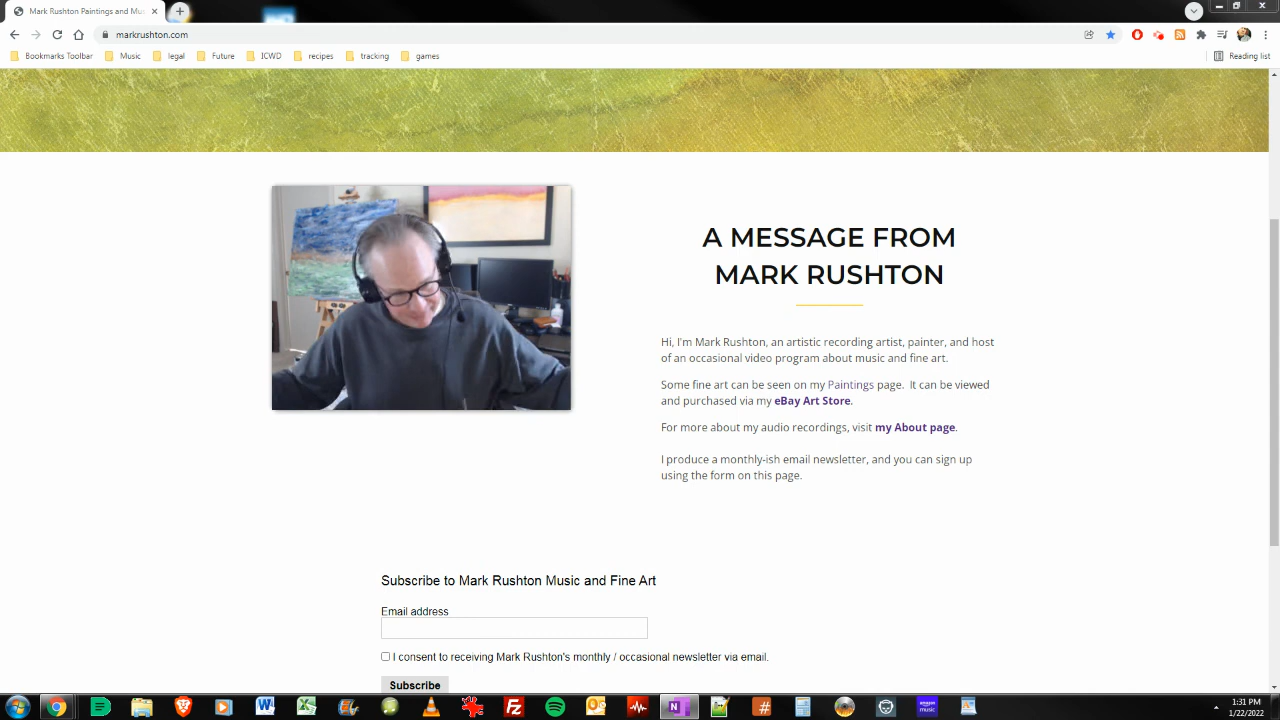 Mark Rushton Paintings and Mu
markrushton.com
Bookmarks Toolbar
Music
legal
Future
ICWD
recipes
tracking
games
Reading list
A MESSAGE FROM
MARK RUSHTON
Hi, I'm Mark Rushton, an artistic recording artist, painter, and host
of an occasional video program about music and fine art.
Some fine art can be seen on my Paintings page. It can be viewed
and purchased via my eBay Art Store.
For more about my audio recordings, visit my About page.
I produce a monthly-ish email newsletter, and you can sign up
using the form on this page.
Subscribe to Mark Rushton Music and Fine Art
Email address
I consent to receiving Mark Rushton's monthly / occasional newsletter via email.
Subscribe
amazon
music
1:31 PM
1/22/2022